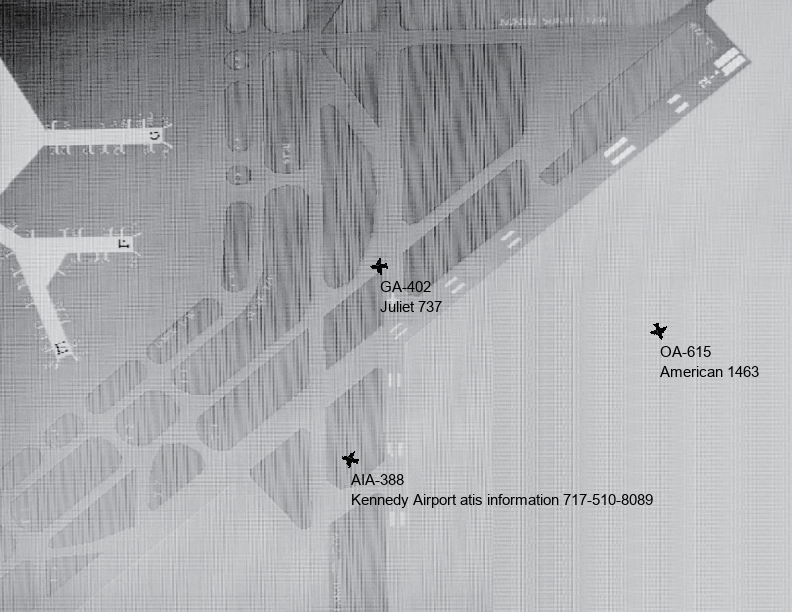 G
F
GA-402
Juliet 737
OA-615
American 1463
AIA-388
Kennedy Airport atis information 717-510-8089